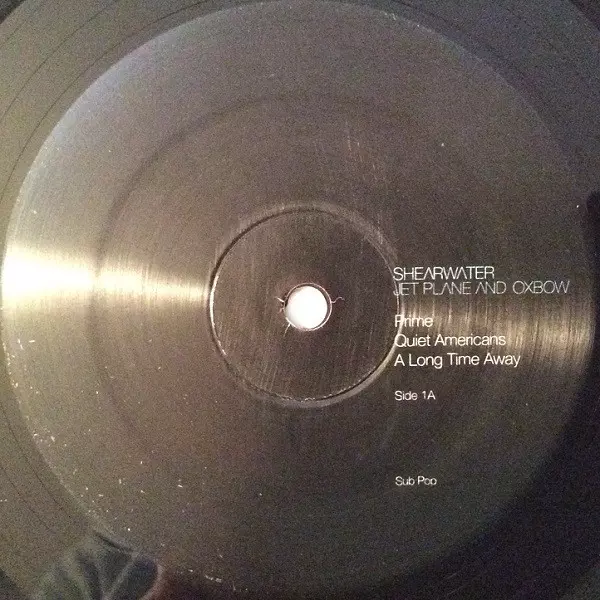 SHEARWATER
JET PLANE AND OXBOW
Prime
Quiet Americans
A Long Time Away
Side 1A
Sub Pop